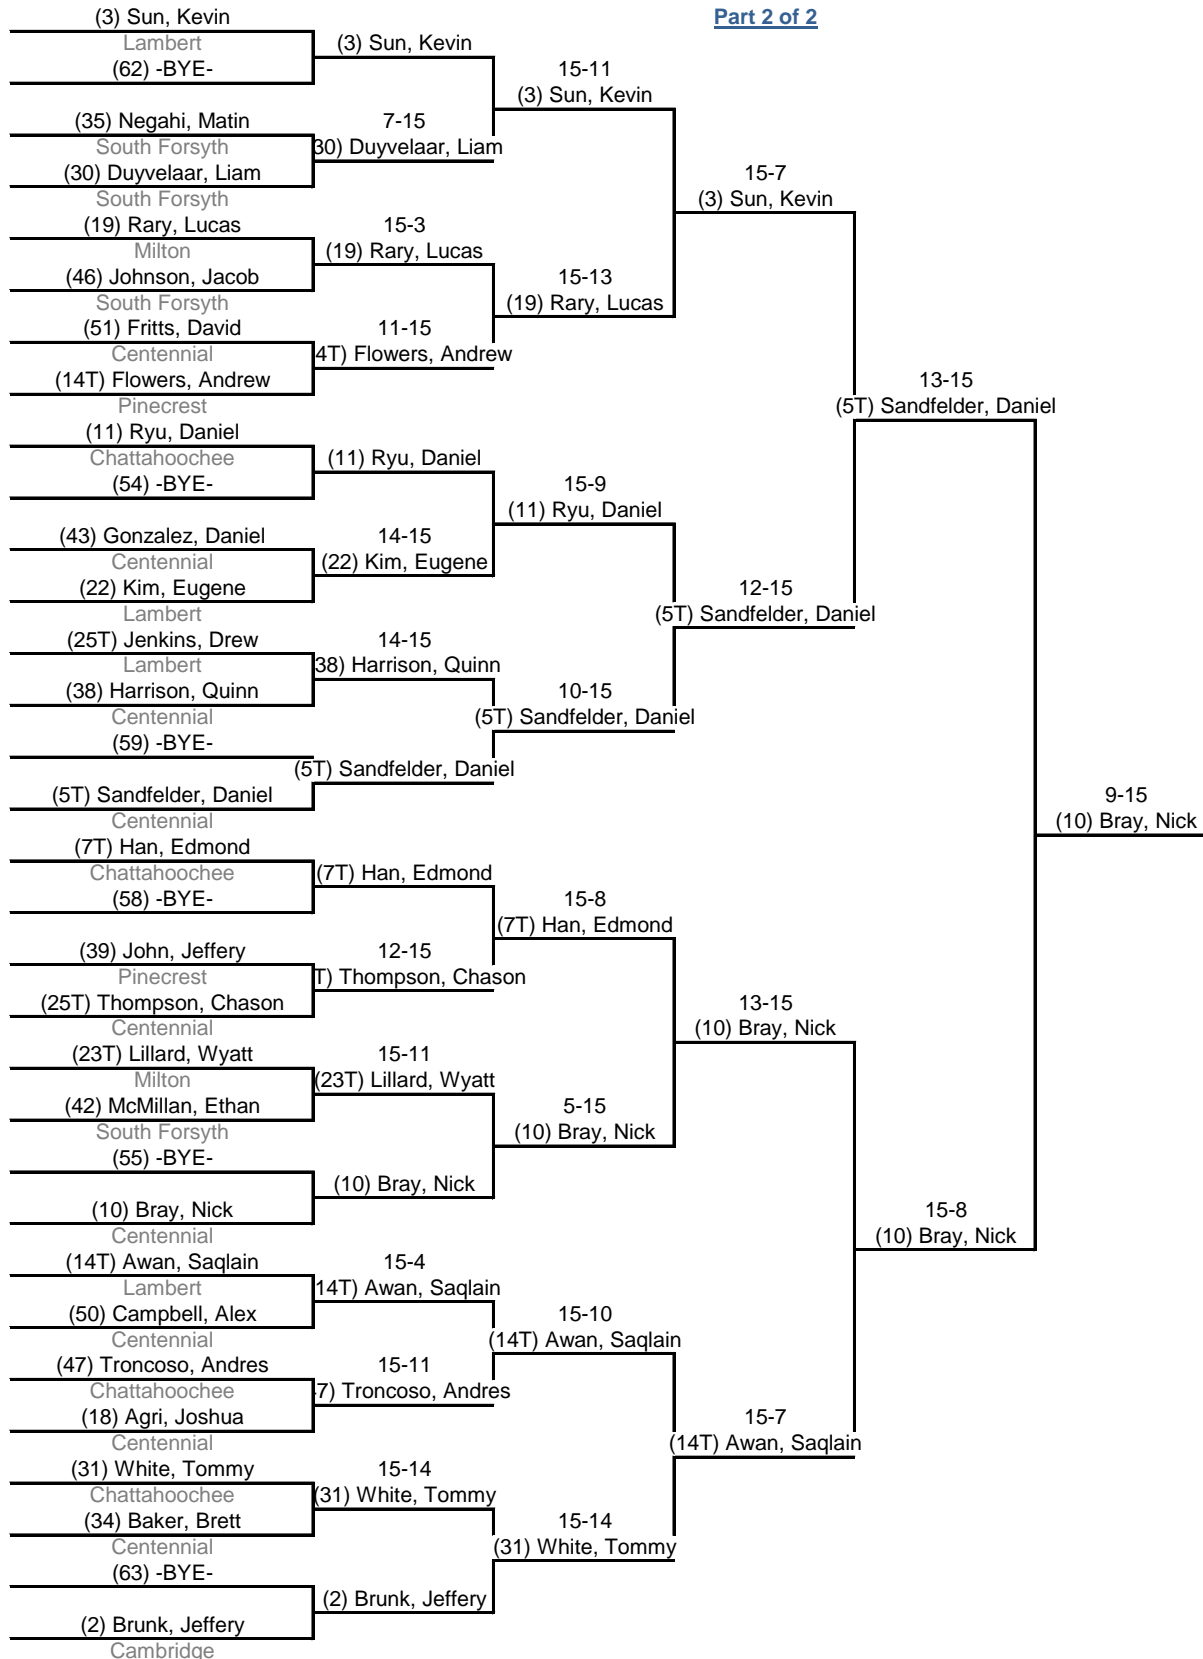 Part 2 of 2
(3) Sun, Kevin
Lambert
(62) -BYE-
(35) Negahi, Matin
South Forsyth
(30) Duyvelaar, Liam
South Forsyth
(19) Rary, Lucas
Milton
(46) Johnson, Jacob
South Forsyth
(51) Fritts, David
Centennial
(14T) Flowers, Andrew
Pinecrest
(11) Ryu, Daniel
Chattahoochee
(54) -BYE-
(43) Gonzalez, Daniel
Centennial
(22) Kim, Eugene
Lambert
(25T) Jenkins, Drew
Lambert
(38) Harrison, Quinn
Centennial
(59) -BYE-
(5T) Sandfelder, Daniel
Centennial
(7T) Han, Edmond
Chattahoochee
(58) -BYE-
(39) John, Jeffery
Pinecrest
(25T) Thompson, Chason
Centennial
(23T) Lillard, Wyatt
Milton
(42) McMillan, Ethan
South Forsyth
(55) -BYE-
(10) Bray, Nick
Centennial
(14T) Awan, Saqlain
Lambert
(50) Campbell, Alex
Centennial
(47) Troncoso, Andres
Chattahoochee
(18) Agri, Joshua
Centennial
(31) White, Tommy
Chattahoochee
(34) Baker, Brett
Centennial
(63) -BYE-
(2) Brunk, Jeffery
Cambridge
(3) Sun, Kevin
7-15
30) Duyvelaar, Liam
15-3
(19) Rary, Lucas
11-15
4T) Flowers, Andrew
(11) Ryu, Daniel
14-15
(22) Kim, Eugene
14-15
38) Harrison, Quinn
(5T) Sandfelder, Daniel
(7T) Han, Edmond
12-15
T) Thompson, Chason
15-11
(23T) Lillard, Wyatt
(10) Bray, Nick
15-4
14T) Awan, Saqlain
15-11
7) Troncoso, Andres
15-14
(31) White, Tommy
(2) Brunk, Jeffery
15-11
(3) Sun, Kevin
15-13
(19) Rary, Lucas
15-9
(11) Ryu, Daniel
10-15
(5T) Sandfelder, Daniel
15-8
(7T) Han, Edmond
5-15
(10) Bray, Nick
15-10
(14T) Awan, Saqlain
15-14
(31) White, Tommy
15-7
(3) Sun, Kevin
12-15
(5T) Sandfelder, Daniel
13-15
(10) Bray, Nick
15-7
(14T) Awan, Saqlain
13-15
(5T) Sandfelder, Daniel
15-8
(10) Bray, Nick
9-15
(10) Bray, Nick